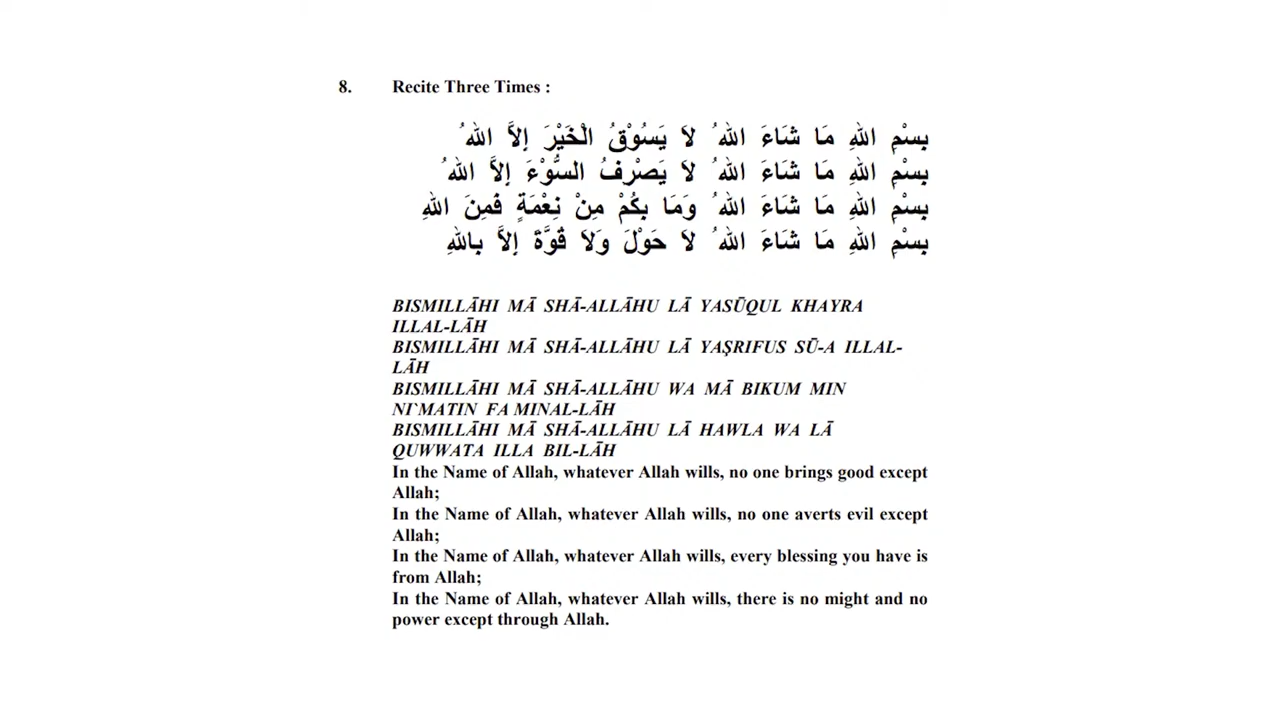 8. Recite Three Times :
بِسْمِ اللهِ مَا شَاءَ اللهُ لاَ يَسُوْقُ الْخَيْرَ إِلاَّ اللهُ
بِسْمِ اللهِ مَا شَاءَ اللهُ لاَ يَصْرِفُ السُّوْءَ إِلاَّ اللهُ
بِسْمِ اللهِ مَا شَاءَ اللهُ وَمَا بِكُمْ مِنْ نِعْمَةٍ فَمِنَ اللهِ
بِسْمِ اللهِ مَا شَاءَ اللهُ لاَ حَوْلَ وَلاَ قُوَّةَ إِلاَّ بِاللهِ
BISMILLĀHI MĀ SHĀ-ALLĀHU LĀ YASŪQUL KHAYRA
ILLAL-LĀH
BISMILLĀHI MĀ SHĀ-ALLĀHU LĀ YAṢRIFUS SŪ-A ILLAL-
LĀH
BISMILLĀHI MĀ SHĀ-ALLĀHU WA MĀ BIKUM MIN
NI`MATIN FA MINAL-LĀH
BISMILLĀHI MĀ SHĀ-ALLĀHU LĀ HAWLA WA LĀ
QUWWATA ILLA BIL-LĀH
In the Name of Allah, whatever Allah wills, no one brings good except
Allah;
In the Name of Allah, whatever Allah wills, no one averts evil except
Allah;
In the Name of Allah, whatever Allah wills, every blessing you have is
from Allah;
In the Name of Allah, whatever Allah wills, there is no might and no
power except through Allah.